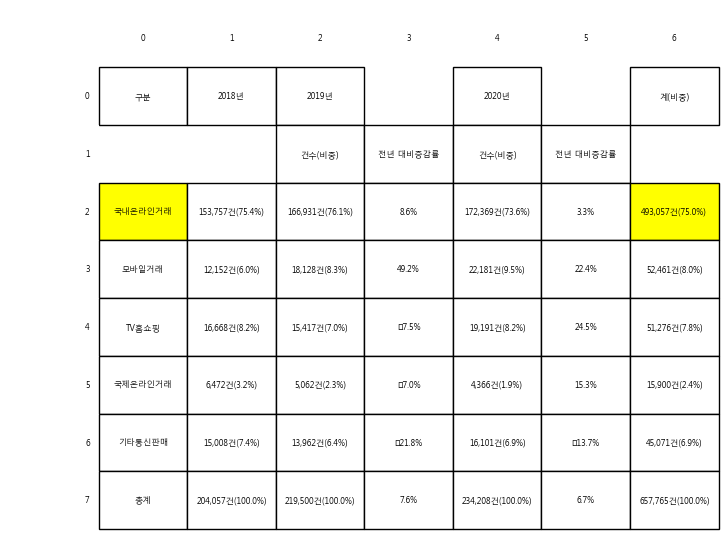 0 1 2 3 4 5 6
0 구분 2018년 2019년 2020년 계(비중)
1 건수(비중) 전년 대비증감률 건수(비중) 전년 대비증감률
2 국내온라인거래 153,757건(75.4%) 166,931건(76.1%) 8.6% 172,369건(73.6%) 3.3% 493,057건(75.0%)
3 모바일거래 12,152건(6.0%) 18,128건(8.3%) 49.2% 22,181건(9.5%) 22.4% 52,461건(8.0%)
4 TV홈쇼핑 16,668건(8.2%) 15,417건(7.0%) □7.5% 19,191건(8.2%) 24.5% 51,276건(7.8%)
5 국제온라인거래 6,472건(3.2%) 5,062건(2.3%) □7.0% 4,366건(1.9%) 15.3% 15,900건(2.4%)
6 기타통신판매 15,008건(7.4%) 13,962건(6.4%) □21.8% 16,101건(6.9%) □13.7% 45,071건(6.9%)
7 총계 204,057건(100.0%) 219,500건(100.0%) 7.6% 234,208건(100.0%) 6.7% 657,765건(100.0%)